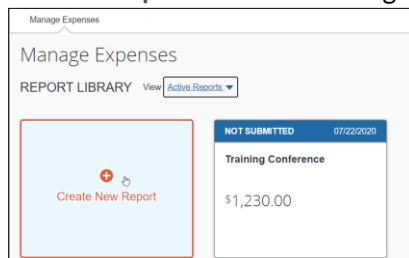 Manage Expenses
Manage Expenses
REPORT LIBRARY View Active Reports
Create New Report
NOT SUBMITTED 07/22/2020
Training Conference
$1,230.00